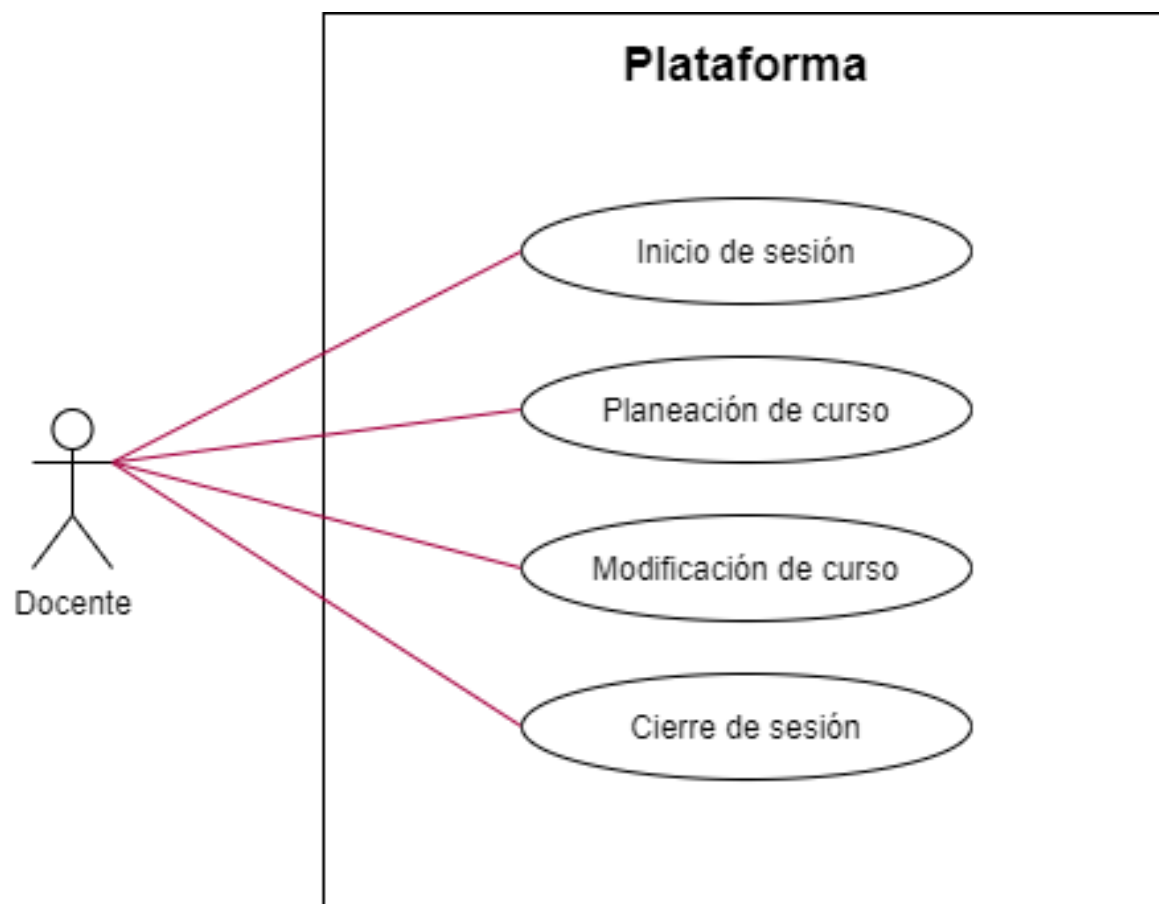 Plataforma
Inicio de sesión
Planeación de curso
Modificación de curso
Docente
Cierre de sesión